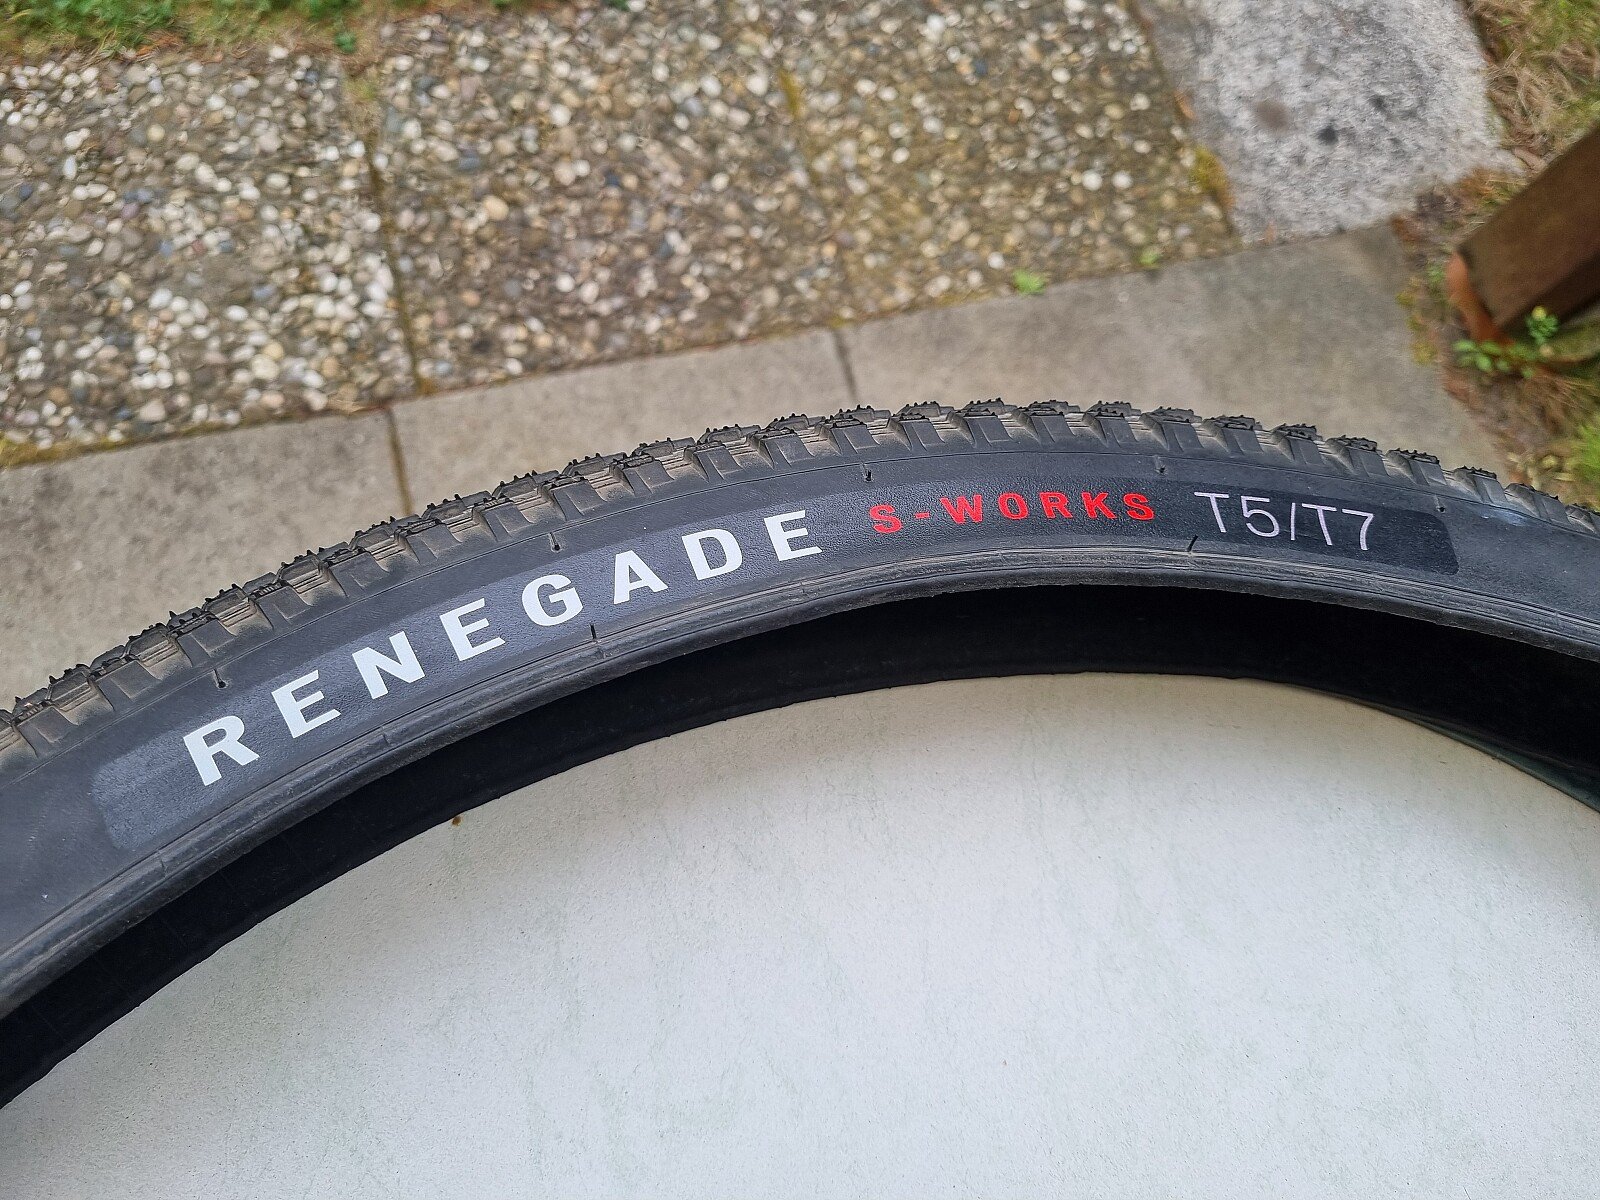 RENEGADE S-WORKS T5/T7